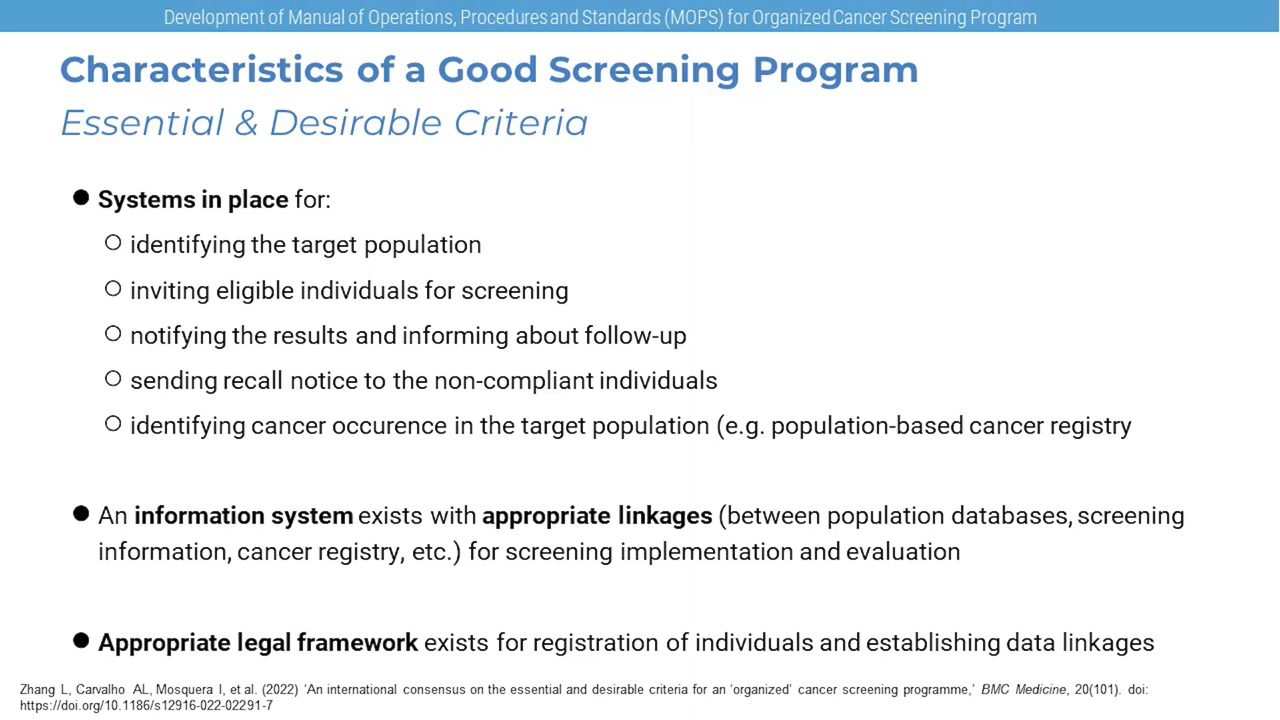 Development of Manual of Operations, Procedures and Standards (MOPS) for Organized Cancer Screening Program
Characteristics of a Good Screening Program
Essential & Desirable Criteria
● Systems in place for:
○ identifying the target population
○ inviting eligible individuals for screening
○ notifying the results and informing about follow-up
○ sending recall notice to the non-compliant individuals
○ identifying cancer occurence in the target population (e.g. population-based cancer registry
● An information system exists with appropriate linkages (between population databases, screening
information, cancer registry, etc.) for screening implementation and evaluation
● Appropriate legal framework exists for registration of individuals and establishing data linkages
Zhang L, Carvalho AL, Mosquera I, et al. (2022) ‘An international consensus on the essential and desirable criteria for an ‘organized’ cancer screening programme,’ BMC Medicine, 20(101). doi:
https://doi.org/10.1186/s12916-022-02291-7